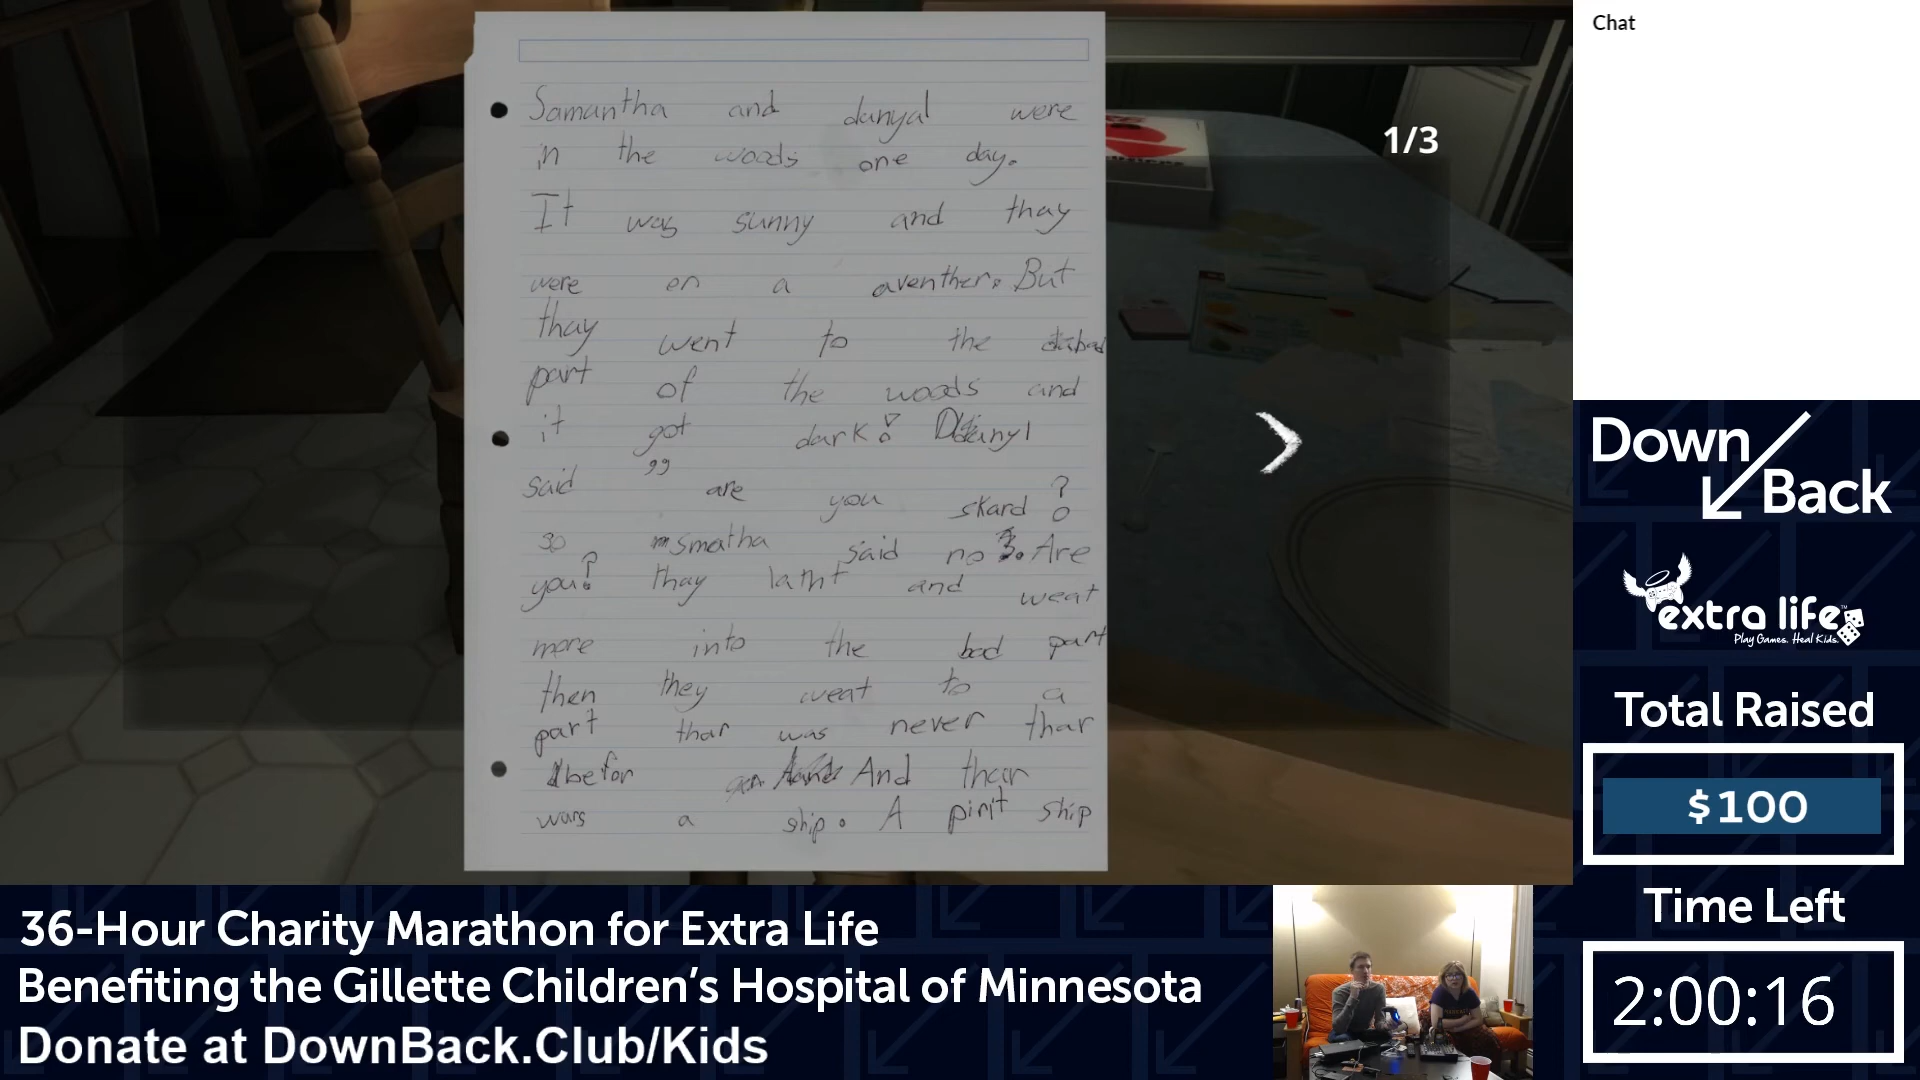 Samantha and danyal were
in the woods one day.
It was sunny and thay
were on a aventher. But
thay went to the bad
part of the woods and
it got dark! Danyl
said " are you skard?
so smatha said no. Are
you? thay laht and weat
more into the bad part
then they weat to a
part thar was never thar
befor And thar
was a ship. A pirit ship
1/3
Chat
Down
Back
extra life
Play Games. Heal Kids.
Total Raised
$100
Time Left
2:00:16
36-Hour Charity Marathon for Extra Life
Benefiting the Gillette Children's Hospital of Minnesota
Donate at DownBack.Club/Kids